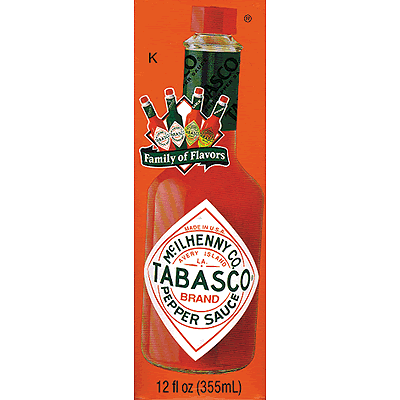 ®
K
TABASCO
Family of Flavors
MADE IN U.S.A.
McILHENNY CO.
AVERY ISLAND
LA.
TABASCO
BRAND
PEPPER SAUCE
12 fl oz (355mL)